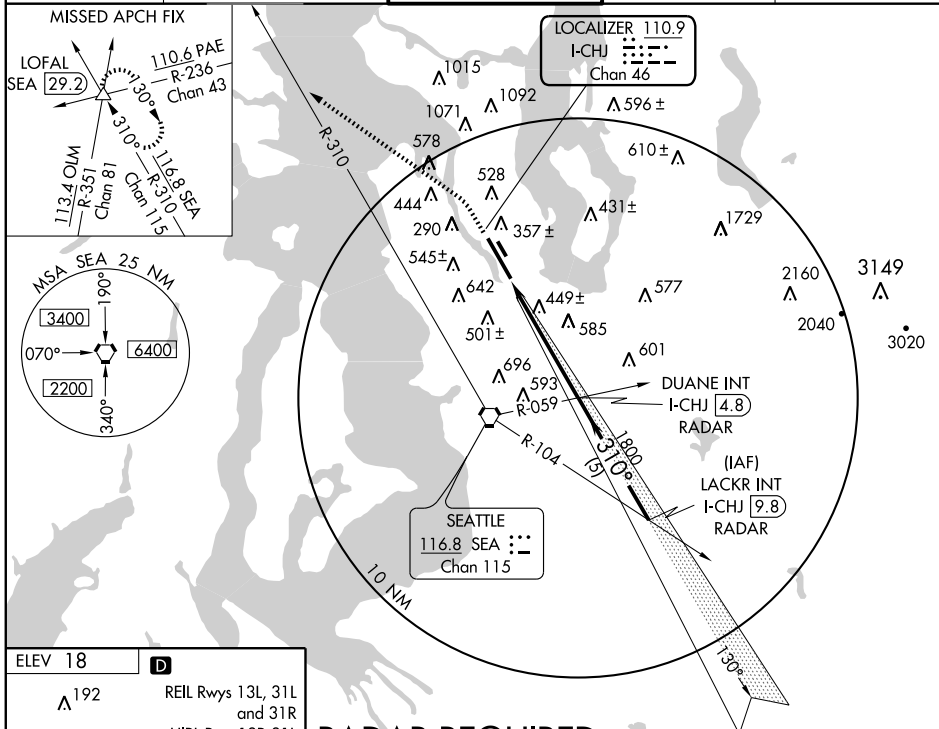 MISSED APCH FIX
LOFAL
SEA 29.2
110.6 PAE
R-236
Chan 43
130°
310°
116.8 SEA
R-310
Chan 115
113.4 OLM
R-351
Chan 81
MSA SEA 25 NM
190°
3400
070°
6400
2200
340°
R-310
LOCALIZER 110.9
I-CHJ
Chan 46
1015
1092
1071
596 ±
578
610 ±
528
444
431 ±
290
357 ±
1729
545 ±
642
449 ±
577
2160
3149
501 ±
585
2040
3020
601
696
593
R-059
DUANE INT
I-CHJ 4.8
RADAR
R-104
1800
310°
(5)
(IAF)
LACKR INT
I-CHJ 9.8
RADAR
SEATTLE
116.8 SEA
Chan 115
10 NM
130°
ELEV 18
D
192
REIL Rwys 13L, 31L
and 31R